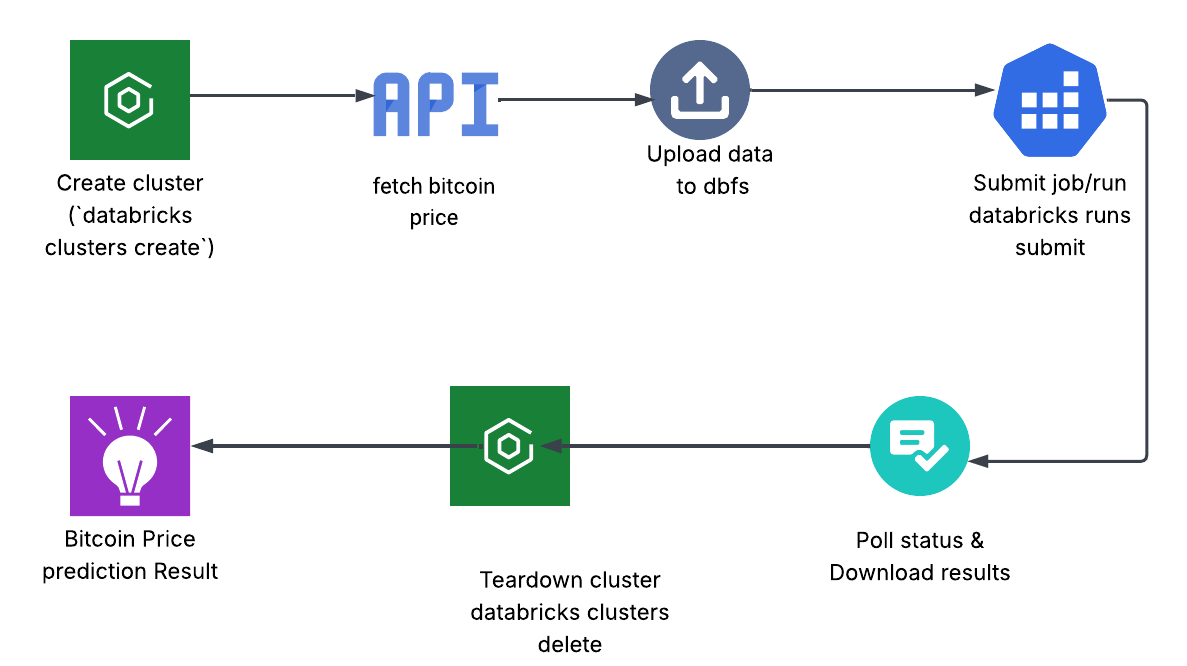 API
Create cluster
(`databricks
clusters create`)
fetch bitcoin
price
Upload data
to dbfs
Submit job/run
databricks runs
submit
Bitcoin Price
prediction Result
Teardown cluster
databricks clusters
delete
Poll status &
Download results